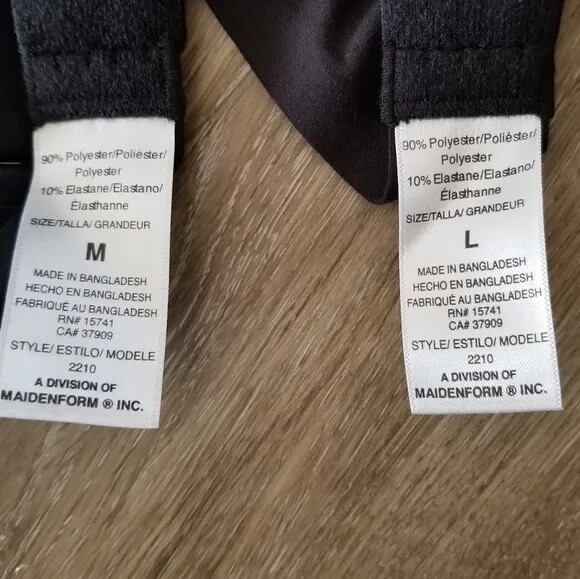 90% Polyester/Poliéster/
Polyester
10% Elastane/Elastano/
Élasthanne
SIZE/TALLA/ GRANDEUR
M
MADE IN BANGLADESH
HECHO EN BANGLADESH
FABRIQUÉ AU BANGLADESH
RN# 15741
CA# 37909
STYLE/ ESTILO/ MODELE
2210
A DIVISION OF
MAIDENFORM ® INC.
90% Polyester/Poliéster/
Polyester
10% Elastane/Elastano/
Élasthanne
SIZE/TALLA/ GRANDEUR
L
MADE IN BANGLADESH
HECHO EN BANGLADESH
FABRIQUÉ AU BANGLADESH
RN# 15741
CA# 37909
STYLE/ ESTILO/ MODELE
2210
A DIVISION OF
MAIDENFORM ® INC.